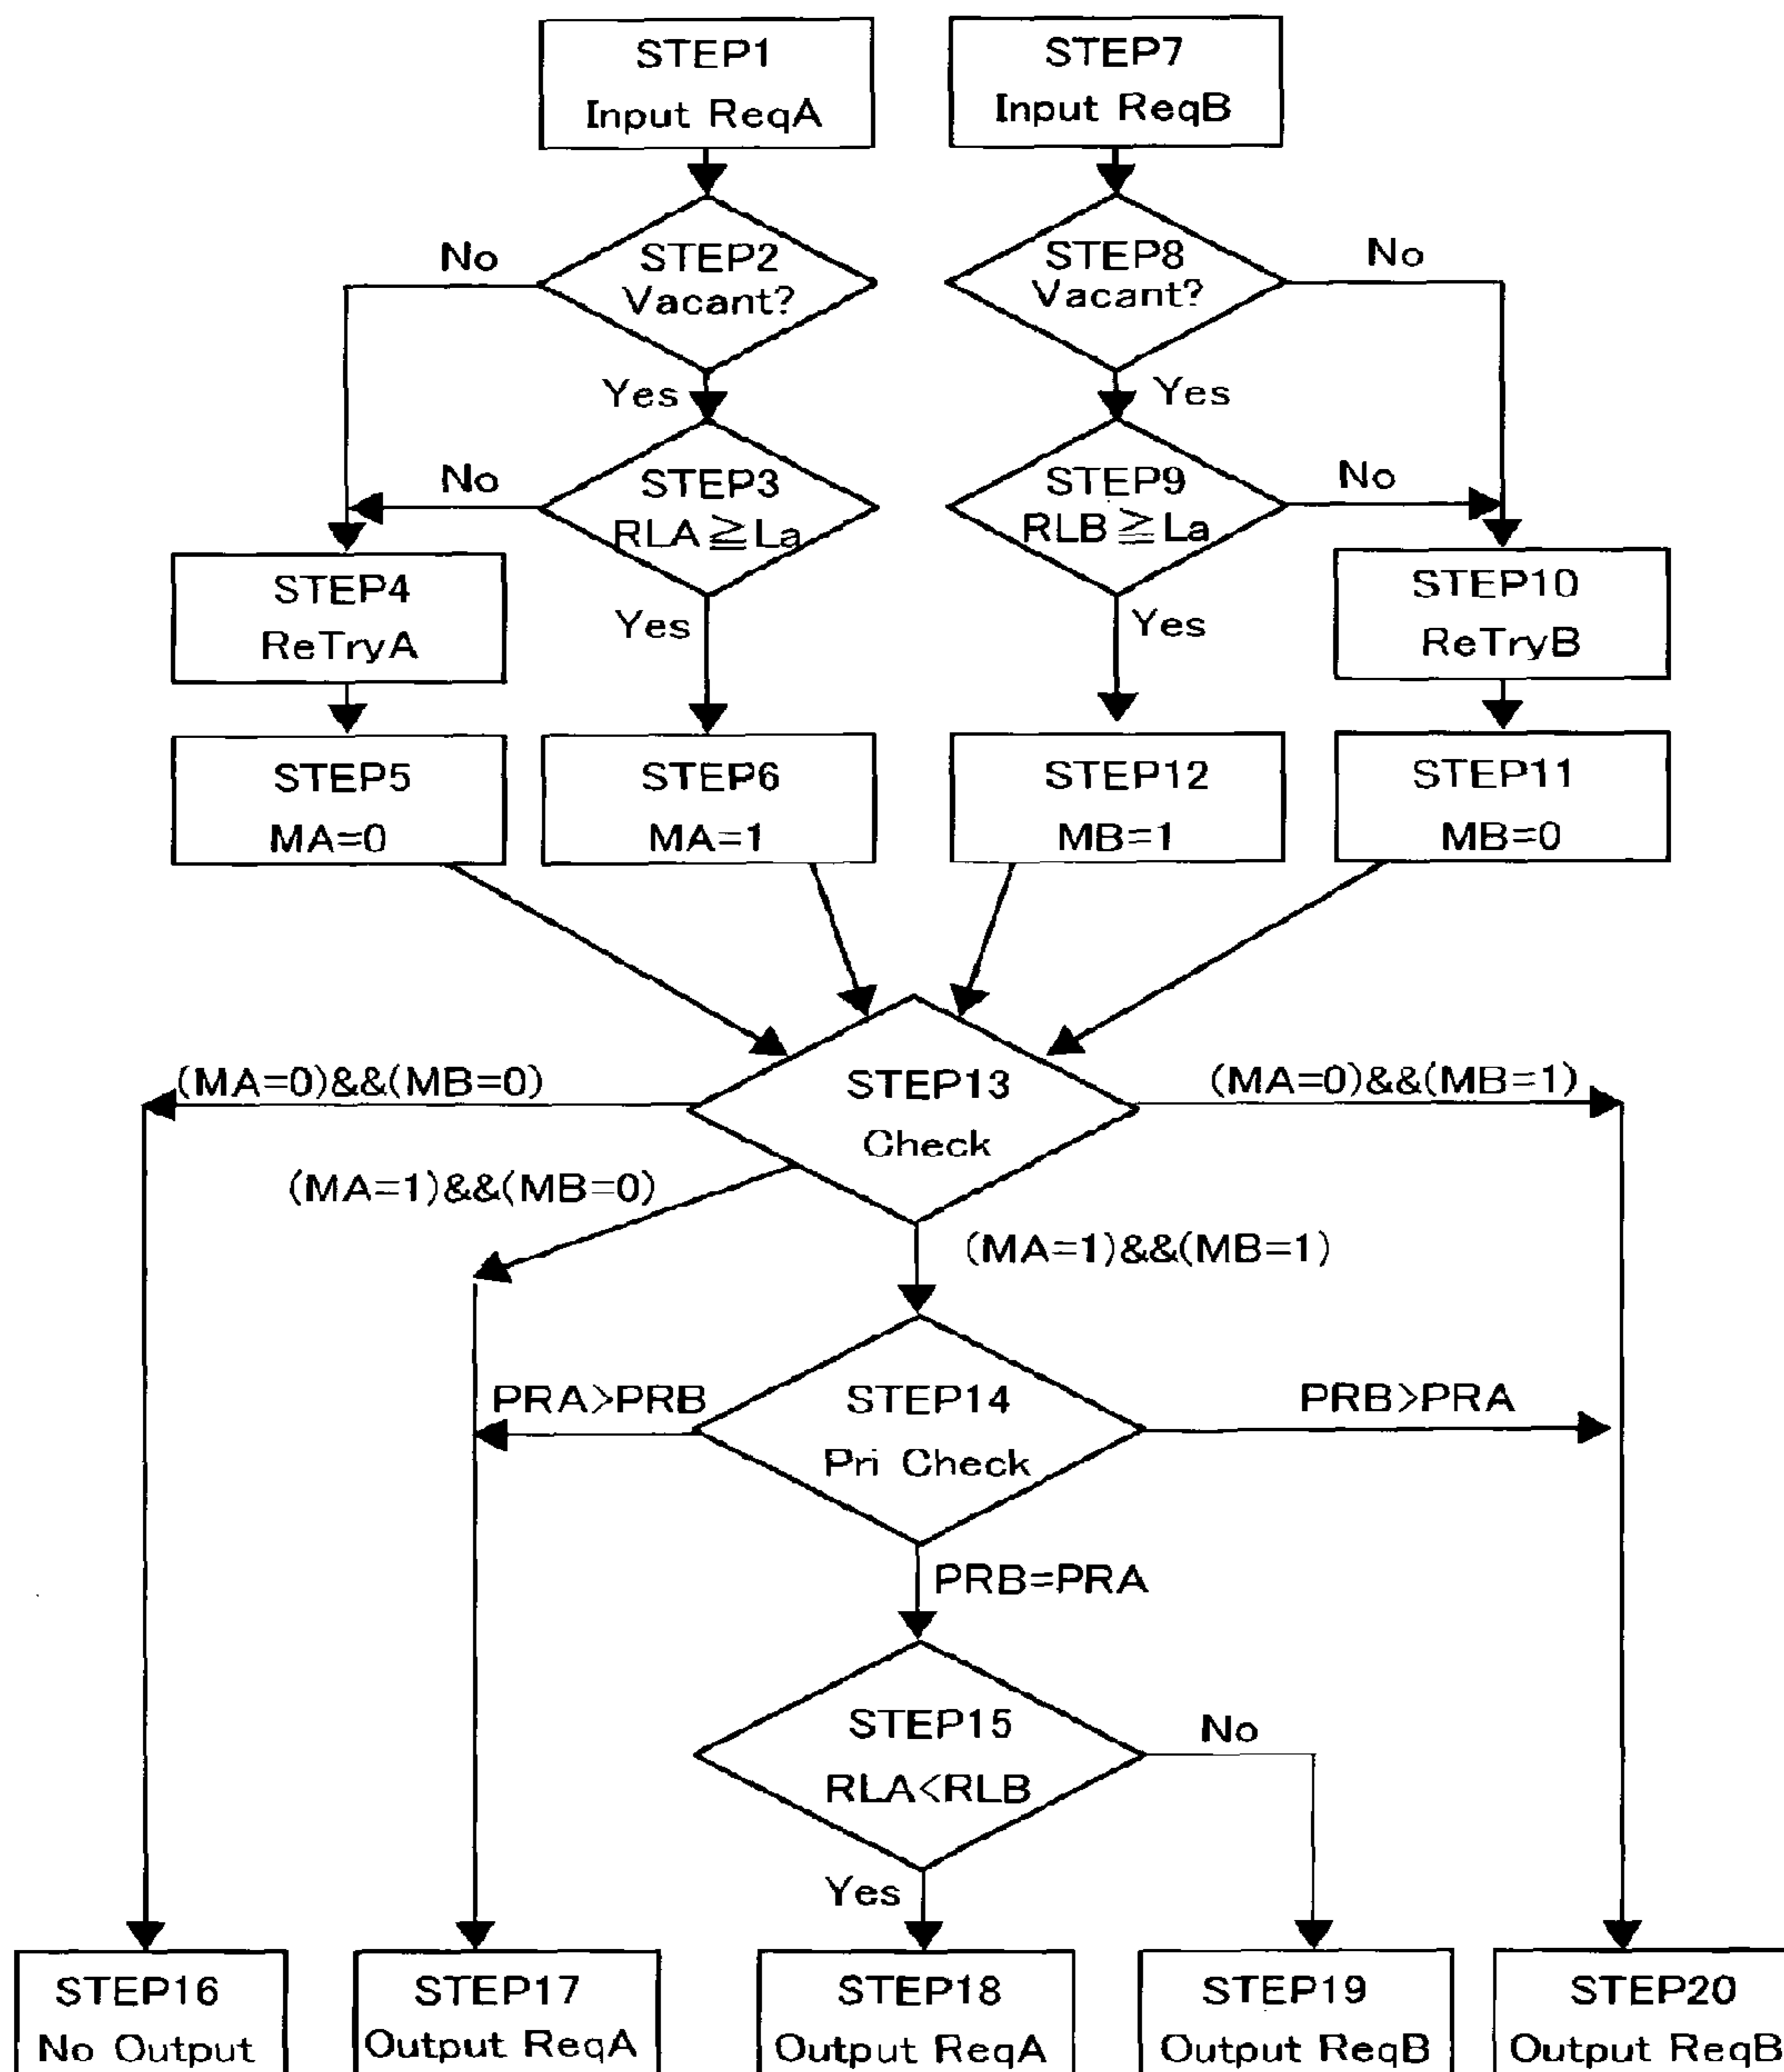 STEP1
Input ReqA
STEP7
Input ReqB
No
STEP2
Vacant?
STEP8
Vacant?
No
Yes
Yes
No
STEP3
RLA≧La
STEP9
RLB≧La
No
STEP4
ReTryA
Yes
Yes
STEP10
ReTryB
STEP5
MA=0
STEP6
MA=1
STEP12
MB=1
STEP11
MB=0
(MA=0)&&(MB=0)
STEP13
Check
(MA=0)&&(MB=1)
(MA=1)&&(MB=0)
(MA=1)&&(MB=1)
PRA>PRB
STEP14
Pri Check
PRB>PRA
PRB=PRA
STEP15
RLA<RLB
No
Yes
STEP16
No Output
STEP17
Output ReqA
STEP18
Output ReqA
STEP19
Output ReqB
STEP20
Output ReqB